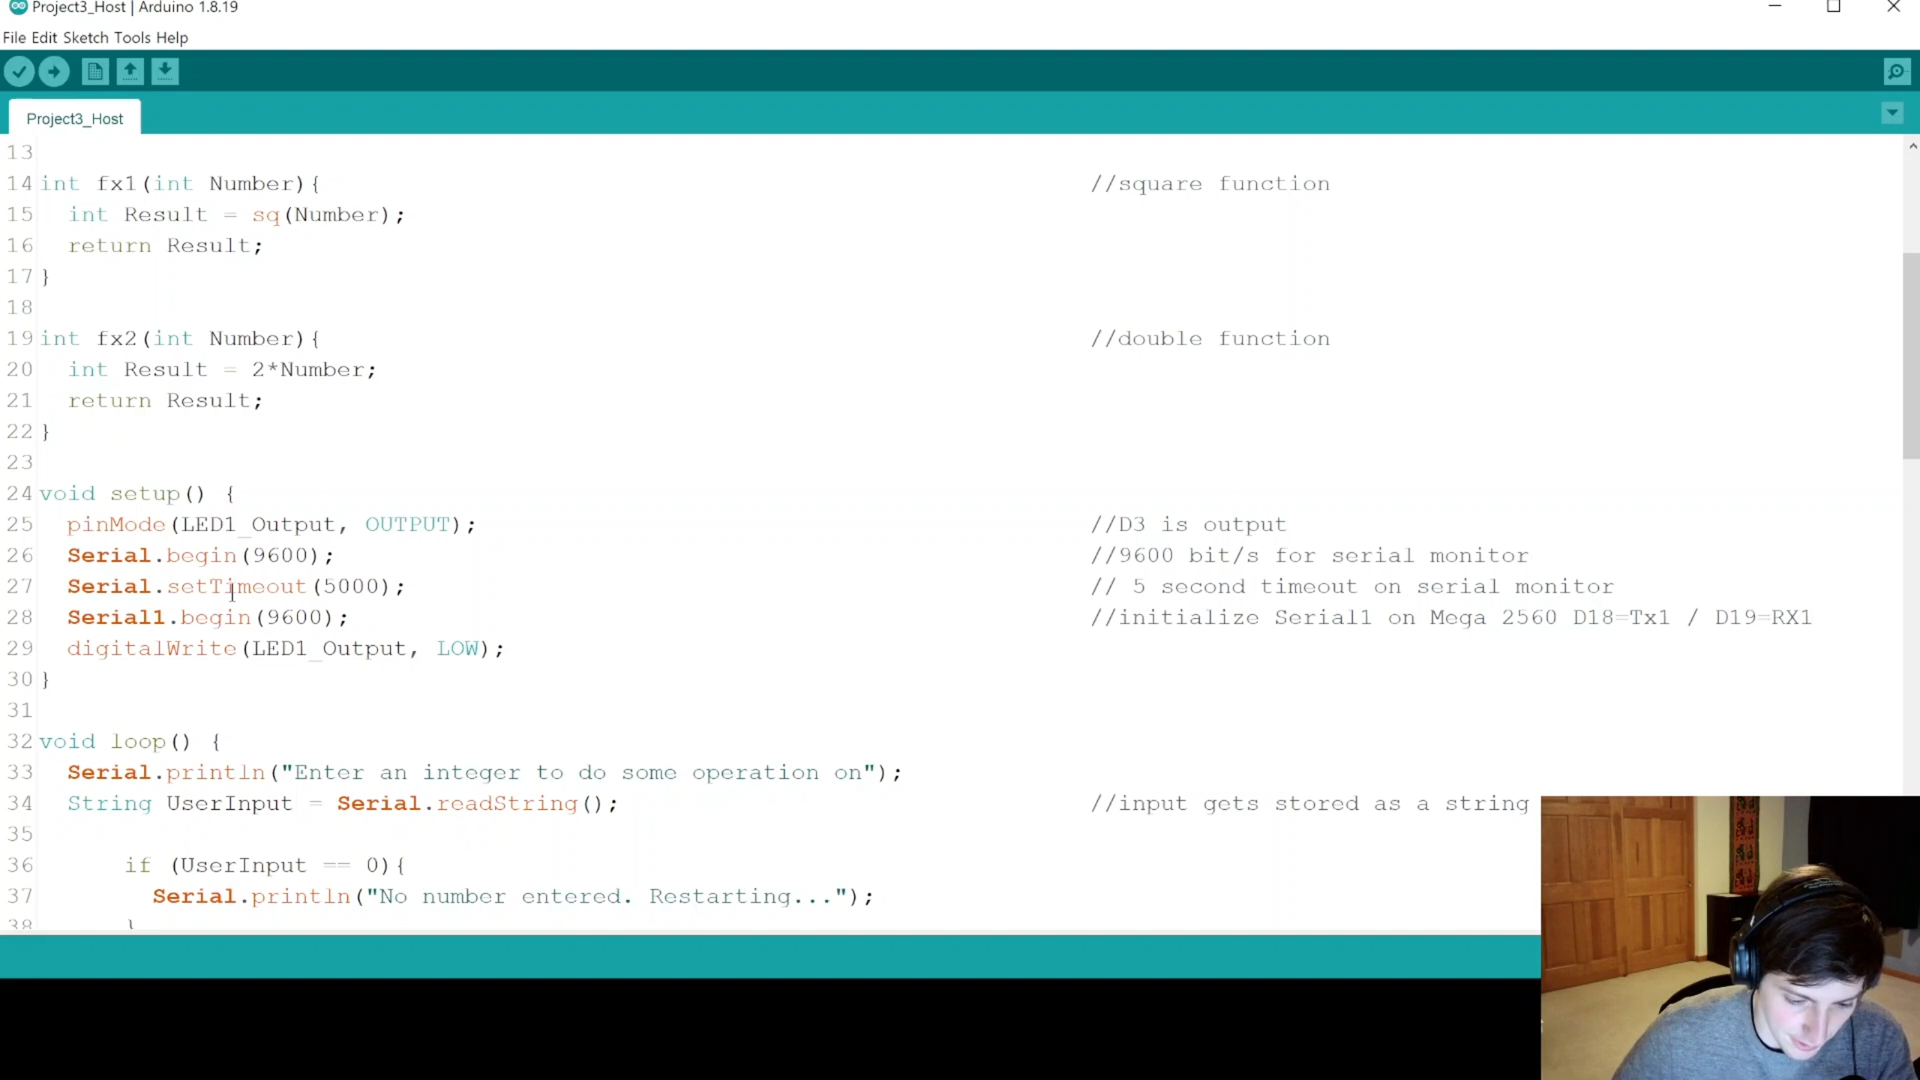 Project3_Host | Arduino 1.8.19
File Edit Sketch Tools Help
Project3_Host
13
14 int fx1(int Number){ //square function
15 int Result = sq(Number);
16 return Result;
17 }
18
19 int fx2(int Number){ //double function
20 int Result = 2*Number;
21 return Result;
22 }
23
24 void setup() {
25 pinMode(LED1_Output, OUTPUT); //D3 is output
26 Serial.begin(9600); //9600 bit/s for serial monitor
27 Serial.setTimeout(5000); // 5 second timeout on serial monitor
28 Serial1.begin(9600); //initialize Serial1 on Mega 2560 D18=Tx1 / D19=RX1
29 digitalWrite(LED1_Output, LOW);
30 }
31
32 void loop() {
33 Serial.println("Enter an integer to do some operation on");
34 String UserInput = Serial.readString(); //input gets stored as a string
35
36 if (UserInput == 0){
37 Serial.println("No number entered. Restarting...");
38 }